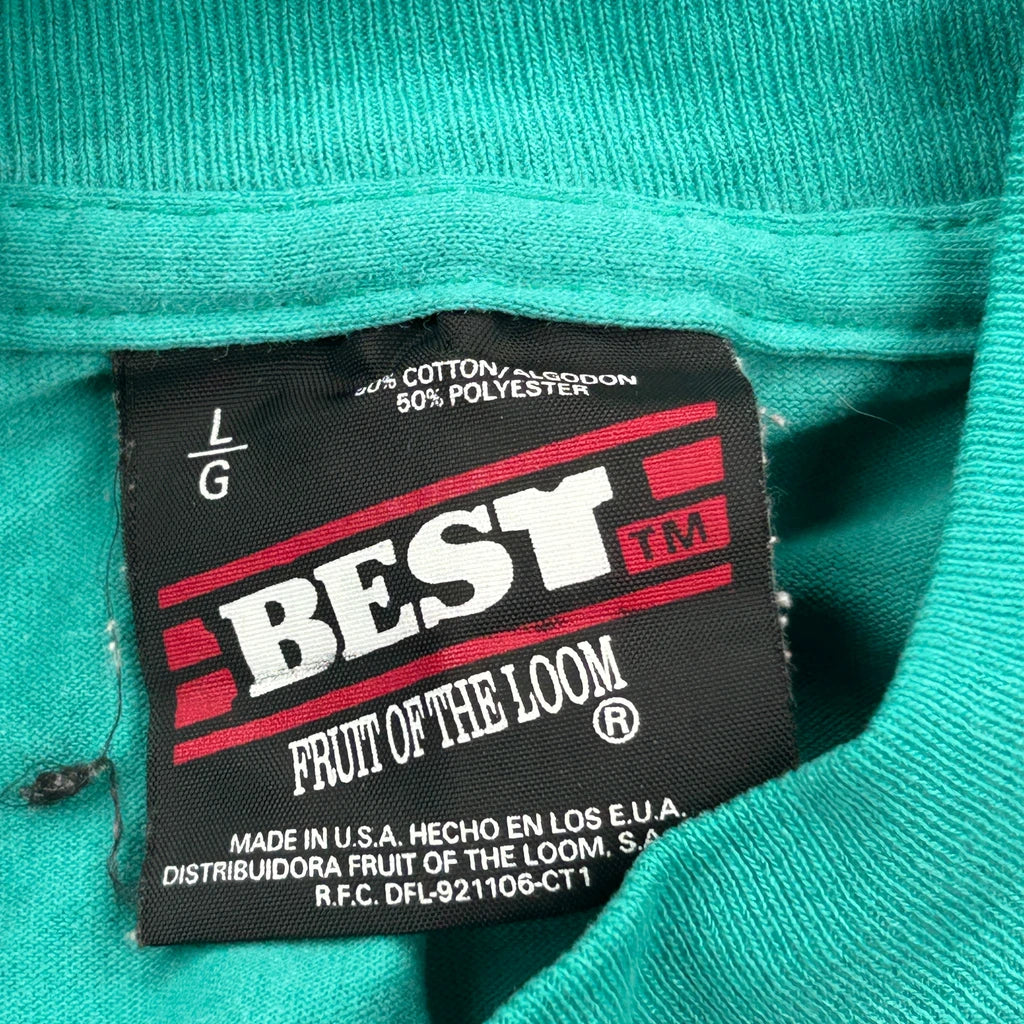 50% COTTON/ALGODON
50% POLYESTER
L
G
BEST TM
FRUIT OF THE LOOM
®
MADE IN U.S.A. HECHO EN LOS E.U.A.
DISTRIBUIDORA FRUIT OF THE LOOM, S.A.
R.F.C. DFL-921106-CT1